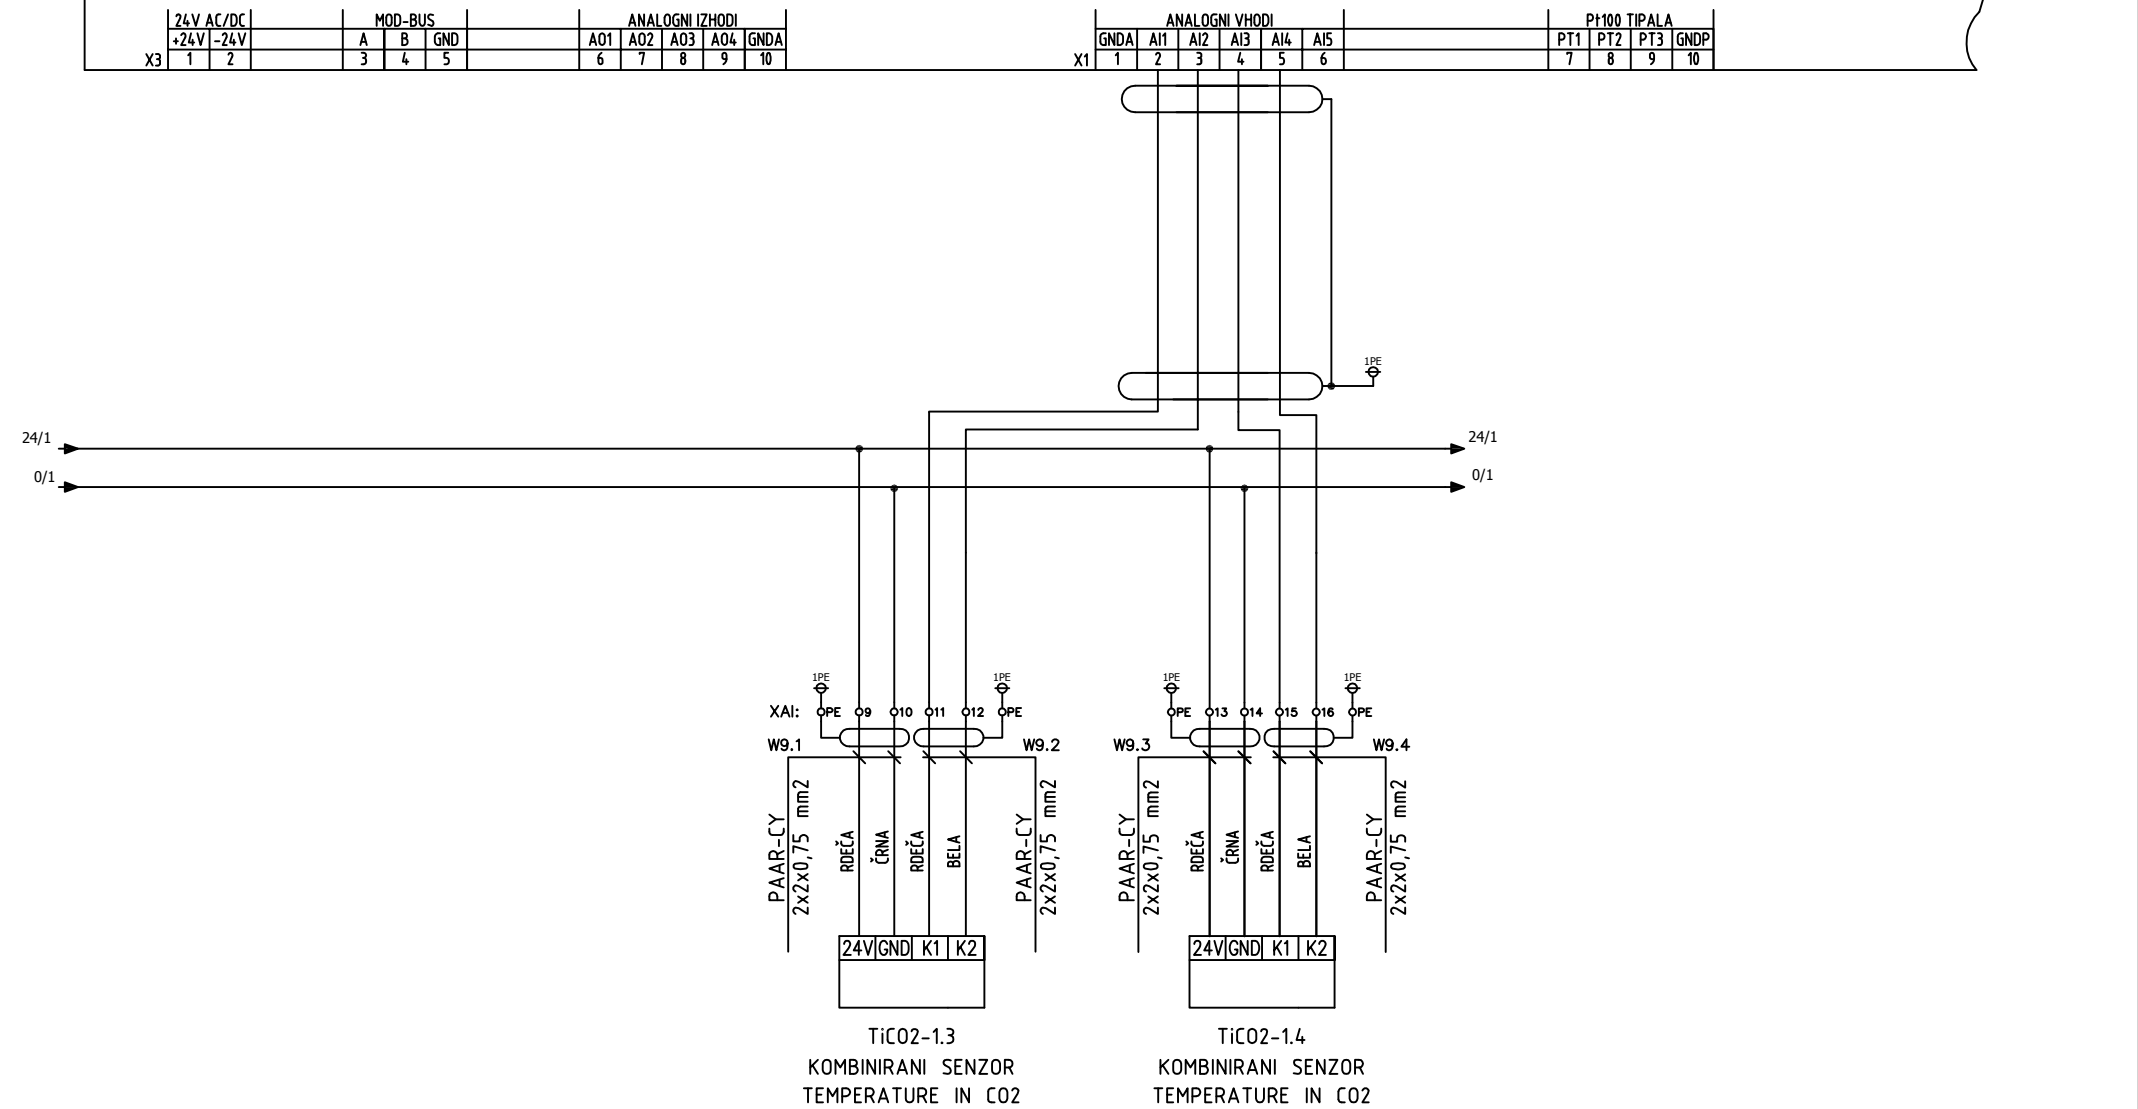 24V AC/DC MOD-BUS ANALOGNI IZHODI ANALOGNI VHODI Pt100 TIPALA
+24V -24V A B GND AO1 AO2 AO3 AO4 GNDA GNDA AI1 AI2 AI3 AI4 AI5 PT1 PT2 PT3 GNDP
X3 1 2 3 4 5 6 7 8 9 10 X1 1 2 3 4 5 6 7 8 9 10
1PE
24/1 24/1
0/1 0/1
1PE 1PE 1PE 1PE
XAI: PE 9 10 11 12 PE PE 13 14 15 16 PE
W9.1 W9.2 W9.3 W9.4
PAAR-CY
2x2x0,75 mm2
RDEČA
ČRNA
RDEČA
BELA
PAAR-CY
2x2x0,75 mm2
PAAR-CY
2x2x0,75 mm2
RDEČA
ČRNA
RDEČA
BELA
PAAR-CY
2x2x0,75 mm2
24V GND K1 K2 24V GND K1 K2
TiCO2-1.3
KOMBINIRANI SENZOR
TEMPERATURE IN CO2
TiCO2-1.4
KOMBINIRANI SENZOR
TEMPERATURE IN CO2